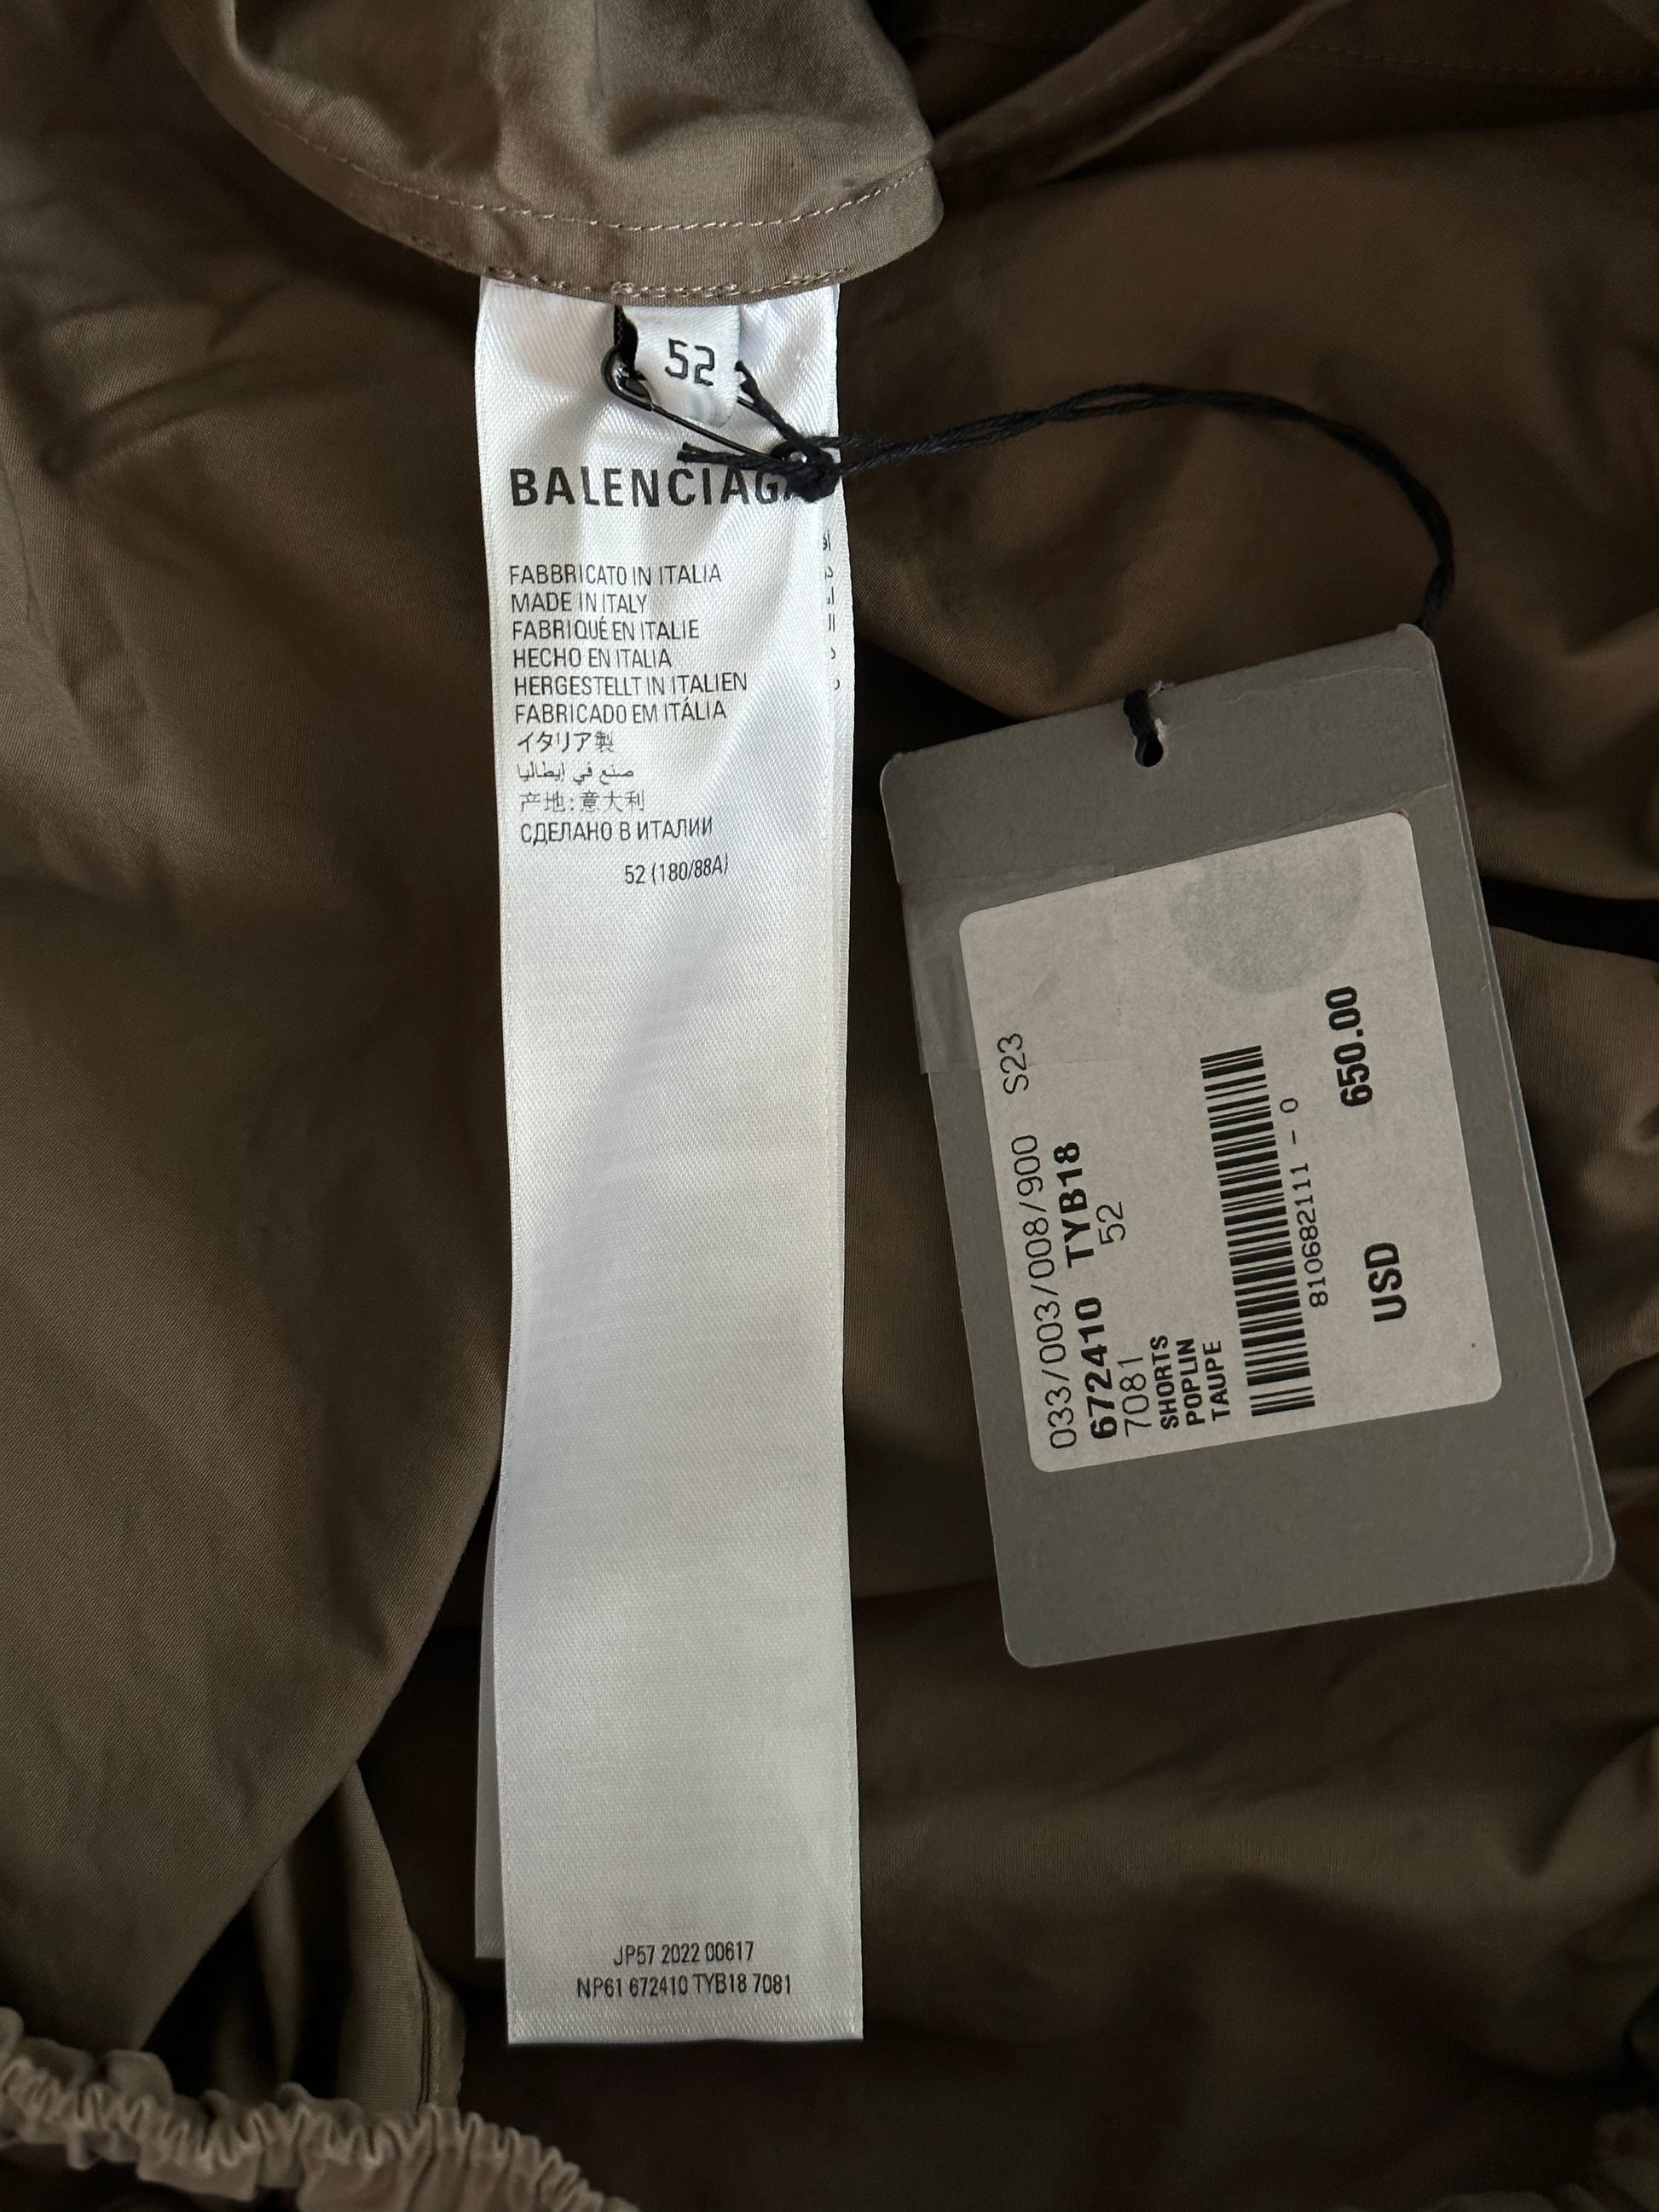 52
BALENCIAGA
FABBRICATO IN ITALIA
MADE IN ITALY
FABRIQUÉ EN ITALIE
HECHO EN ITALIA
HERGESTELLT IN ITALIEN
FABRICADO EM ITÁLIA
イタリア製
صنع في إيطاليا
产地:意大利
СДЕЛАНО В ИТАЛИИ
52 (180/88A)
JP57 2022 00617
NP61 672410 TYB18 7081
033/003/008/900 S23
672410 TYB18
7081 52
SHORTS
POPLIN
TAUPE
810682111 - 0
USD 650.00